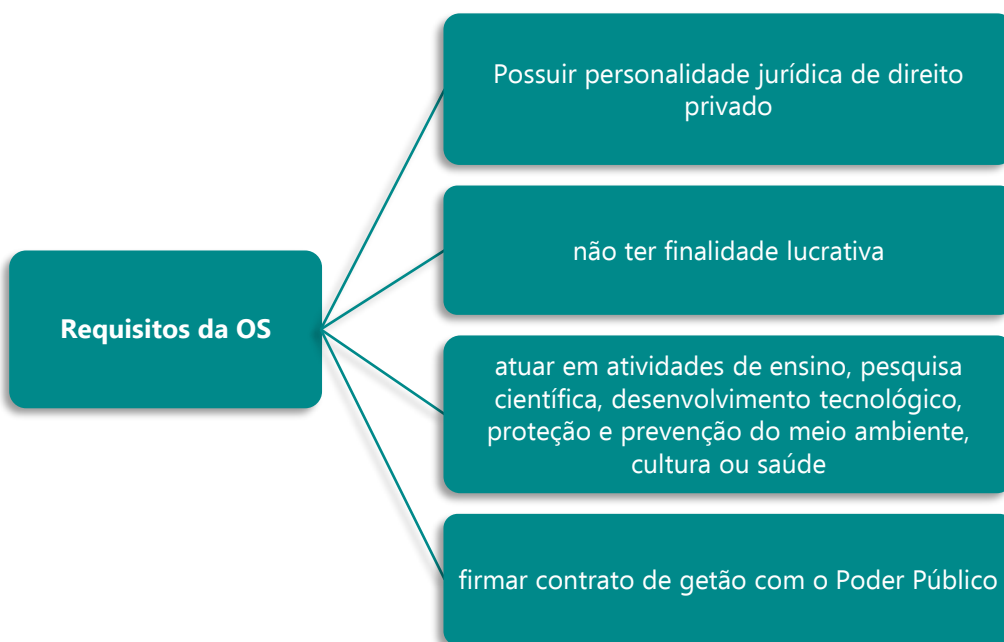 Possuir personalidade jurídica de direito
privado
não ter finalidade lucrativa
Requisitos da OS
atuar em atividades de ensino, pesquisa
científica, desenvolvimento tecnológico,
proteção e prevenção do meio ambiente,
cultura ou saúde
firmar contrato de getão com o Poder Público